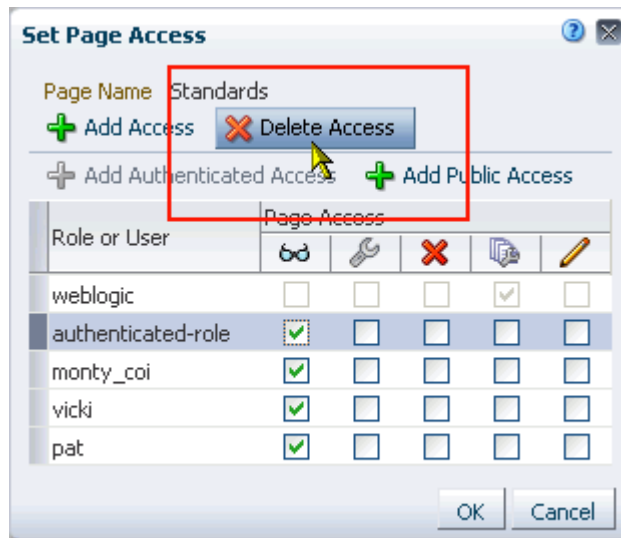 Set Page Access
Page Name Standards
Add Access Delete Access
Add Authenticated Access Add Public Access
Role or User Page Access
weblogic
authenticated-role
monty_coi
vicki
pat
OK Cancel